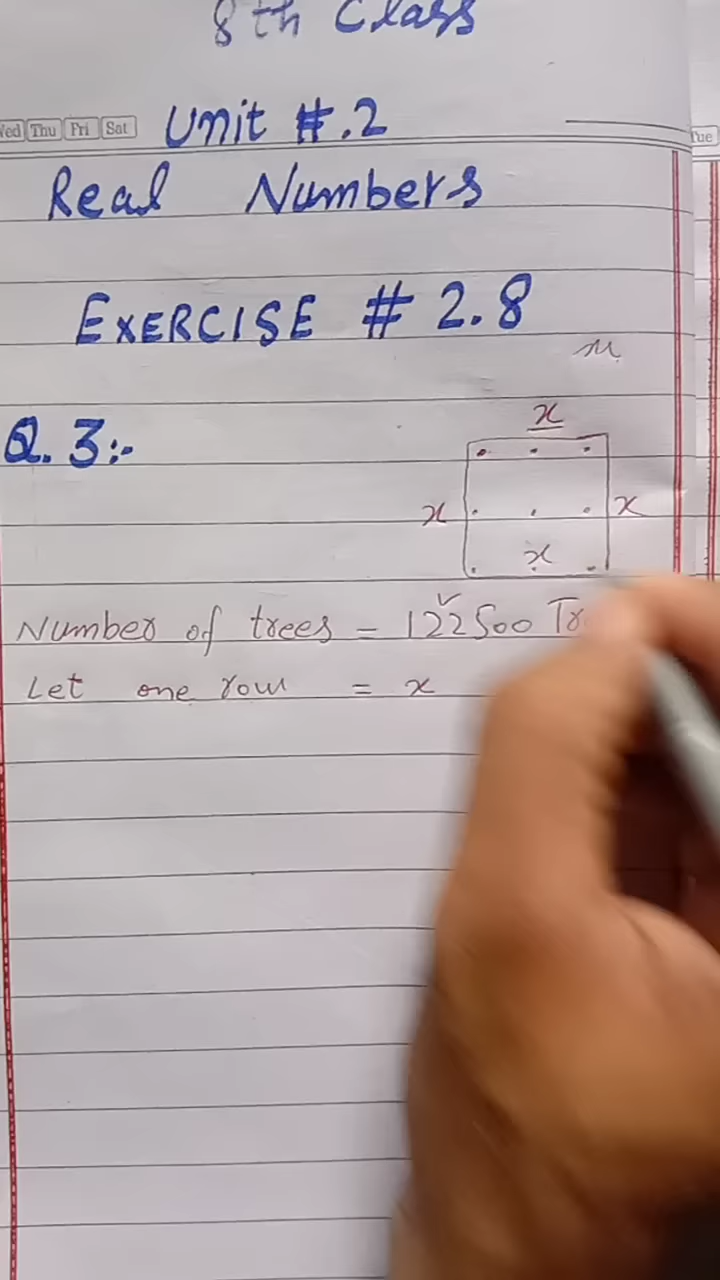 8th Class
Wed Thu Fri Sat
Unit #.2
Tue
Real Numbers
EXERCISE # 2.8
x
Q. 3:-
x x
x
Number of trees = 122500
Let one row = x